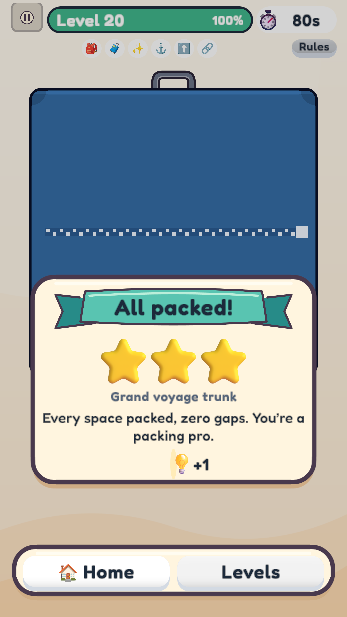 Level 20
100%
80s
Rules
All packed!
Grand voyage trunk
Every space packed, zero gaps. You're a
packing pro.
+1
Home
Levels